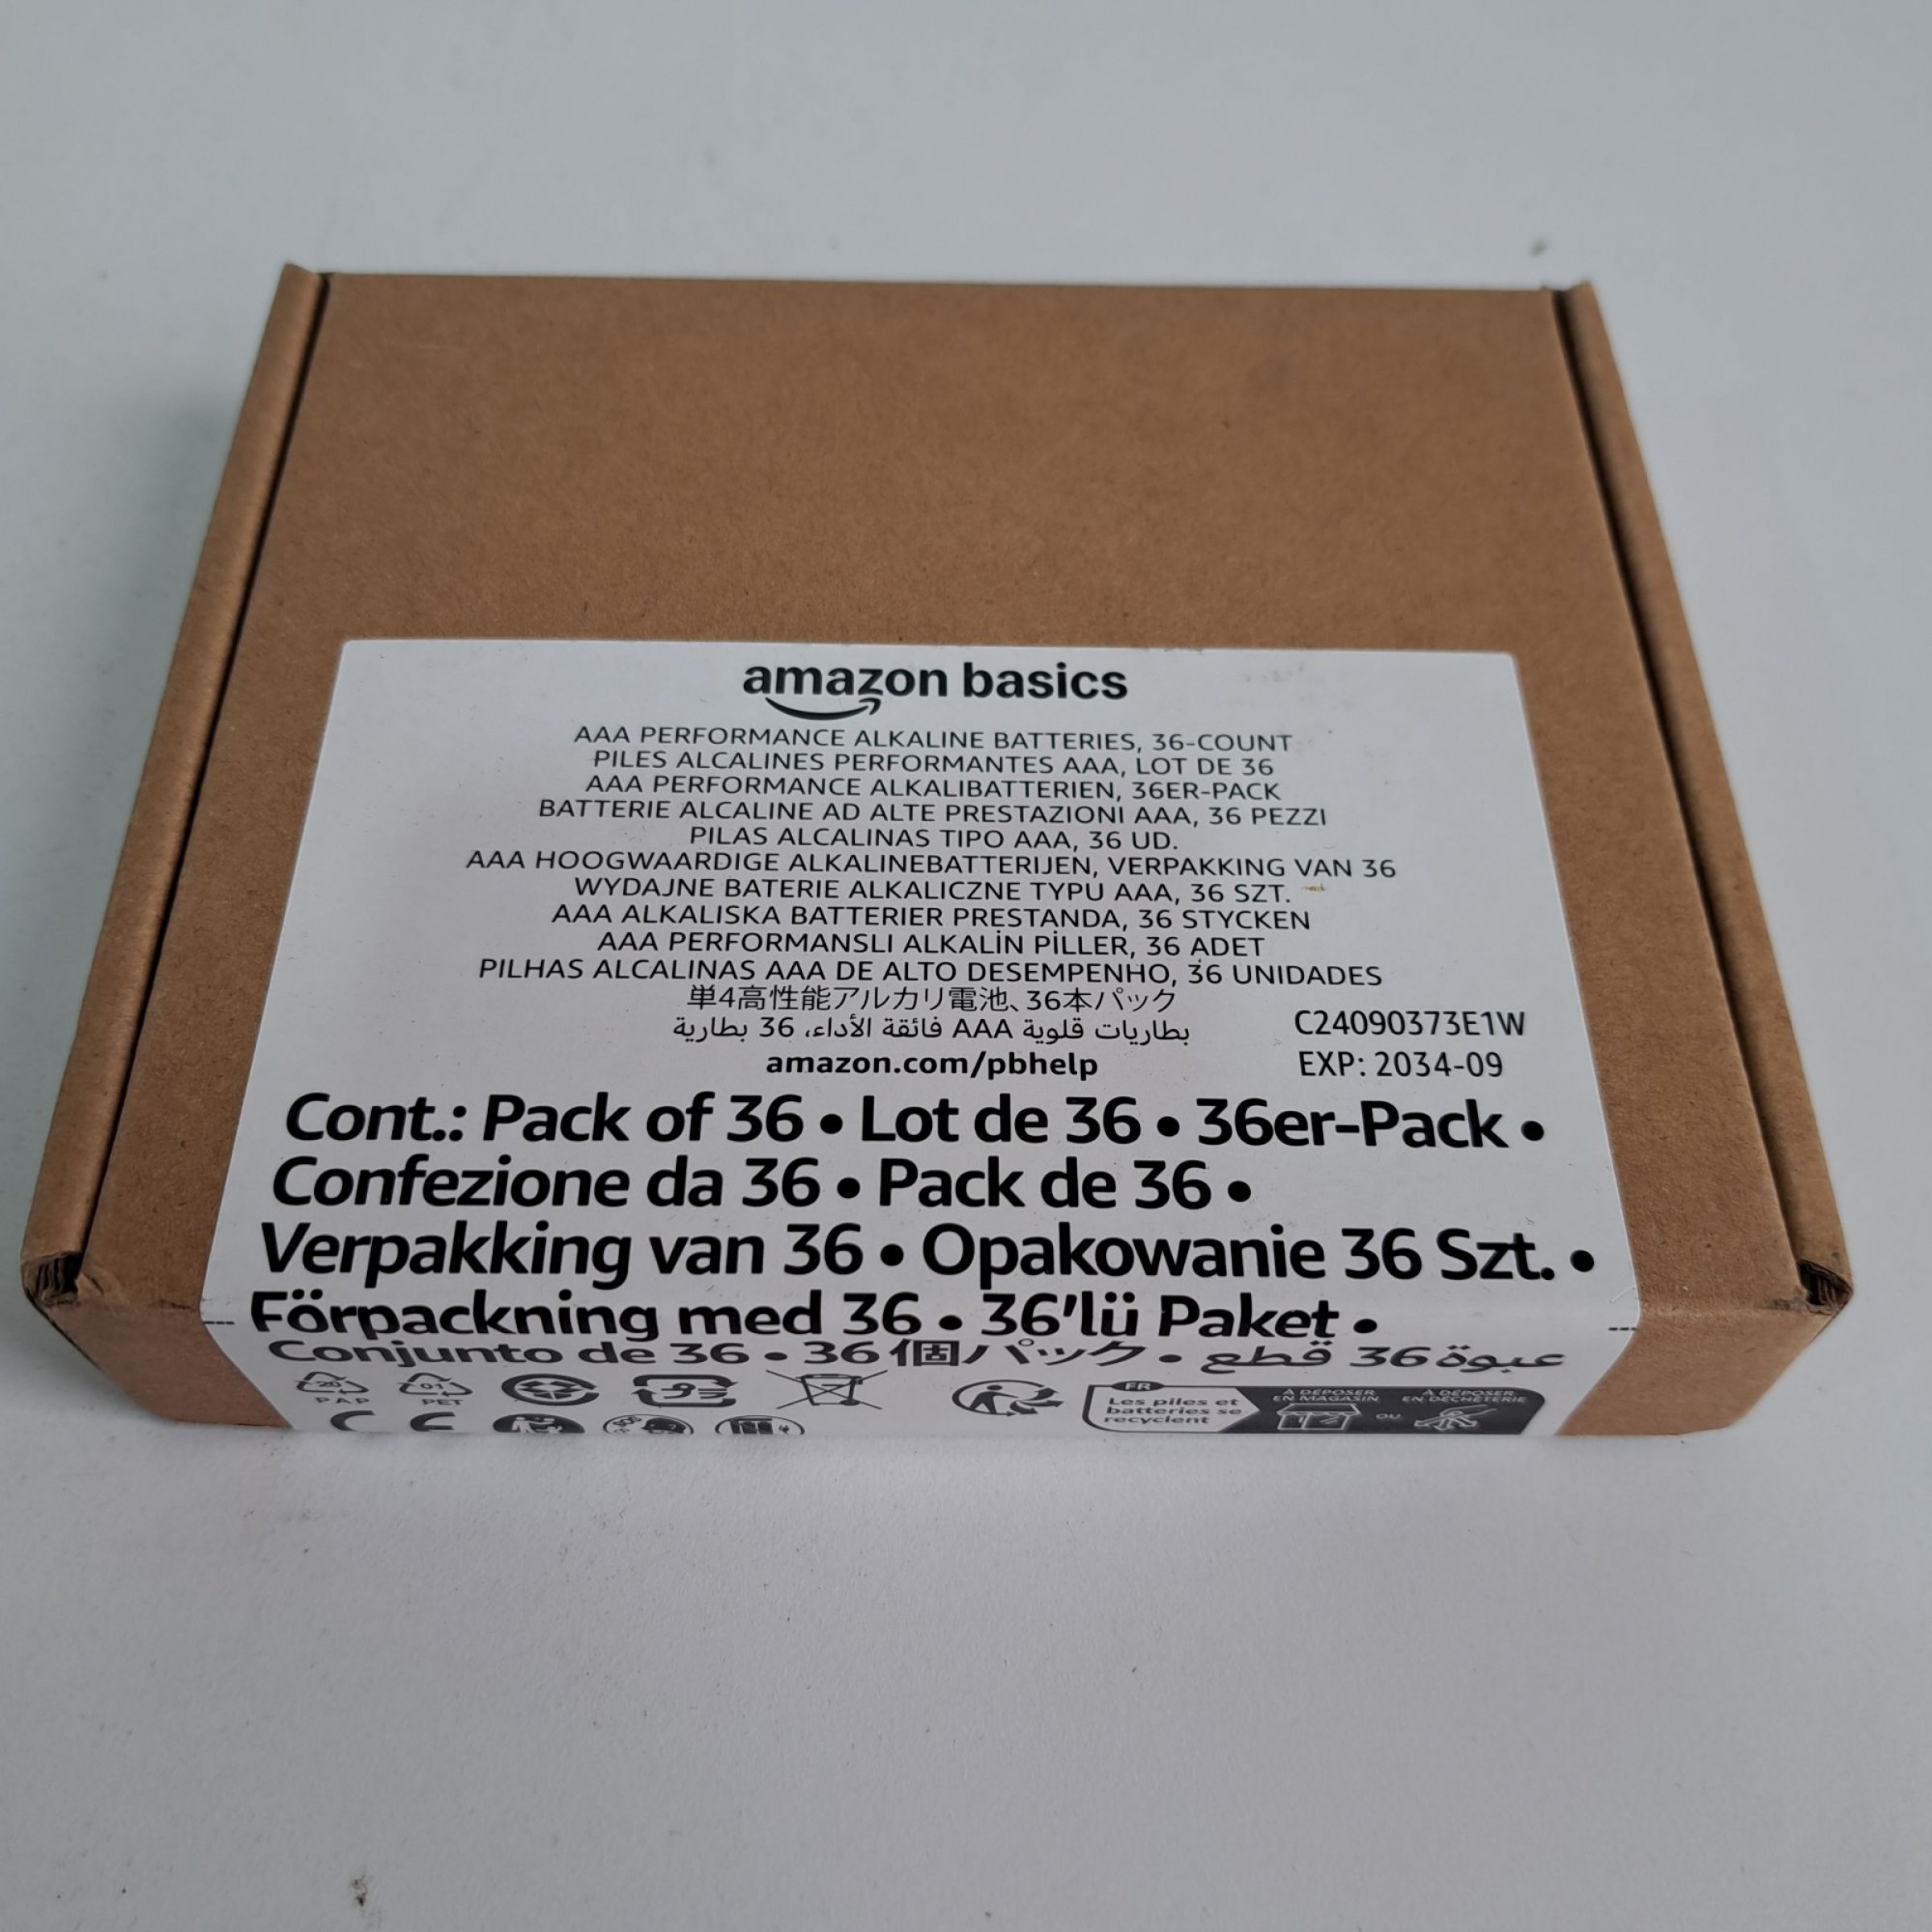 amazon basics
AAA PERFORMANCE ALKALINE BATTERIES, 36-COUNT
PILES ALCALINES PERFORMANTES AAA, LOT DE 36
AAA PERFORMANCE ALKALIBATTERIEN, 36ER-PACK
BATTERIE ALCALINE AD ALTE PRESTAZIONI AAA, 36 PEZZI
PILAS ALCALINAS TIPO AAA, 36 UD.
AAA HOOGWAARDIGE ALKALINEBATTERIJEN, VERPAKKING VAN 36
WYDAJNE BATERIE ALKALICZNE TYPU AAA, 36 SZT.
AAA ALKALISKA BATTERIER PRESTANDA, 36 STYCKEN
AAA PERFORMANSLI ALKALİN PİLLER, 36 ADET
PILHAS ALCALINAS AAA DE ALTO DESEMPENHO, 36 UNIDADES
単4高性能アルカリ電池、36本パック
بطاريات قلوية AAA فائقة الأداء، 36 بطارية
C24090373E1W
amazon.com/pbhelp
EXP: 2034-09
Cont.: Pack of 36 • Lot de 36 • 36er-Pack •
Confezione da 36 • Pack de 36 •
Verpakking van 36 • Opakowanie 36 Szt. •
Förpackning med 36 • 36'lü Paket •
Conjunto de 36 • 36個パック • عبوة 36 قطع
20
PAP
01
PET
CE
FR
Les piles et
batteries se
recyclent
À DÉPOSER
EN MAGASIN
OU
À DÉPOSER
EN DÉCHÈTERIE